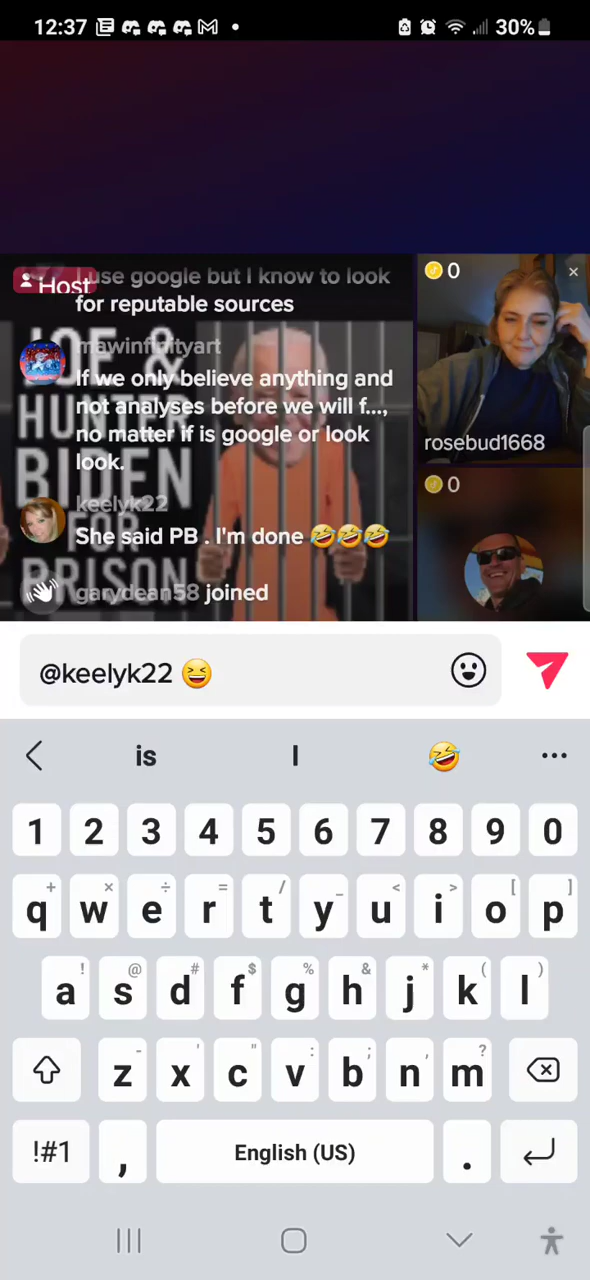 12:37
30%
Host
I use google but I know to look
for reputable sources
0
JOE &
HUNTER
BIDEN
FOR
PRISON
mawinfinityart
If we only believe anything and
not analyses before we will f...,
no matter if is google or look
look.
rosebud1668
0
keelyk22
She said PB . I'm done 🤣🤣🤣
garydean58 joined
@keelyk22 😆
is I 🤣
1 2 3 4 5 6 7 8 9 0
+ × ÷ = / _ < > [ ]
q w e r t y u i o p
! @ # $ % & * ( )
a s d f g h j k l
- ' " : ; , ?
z x c v b n m
!#1 , English (US) .